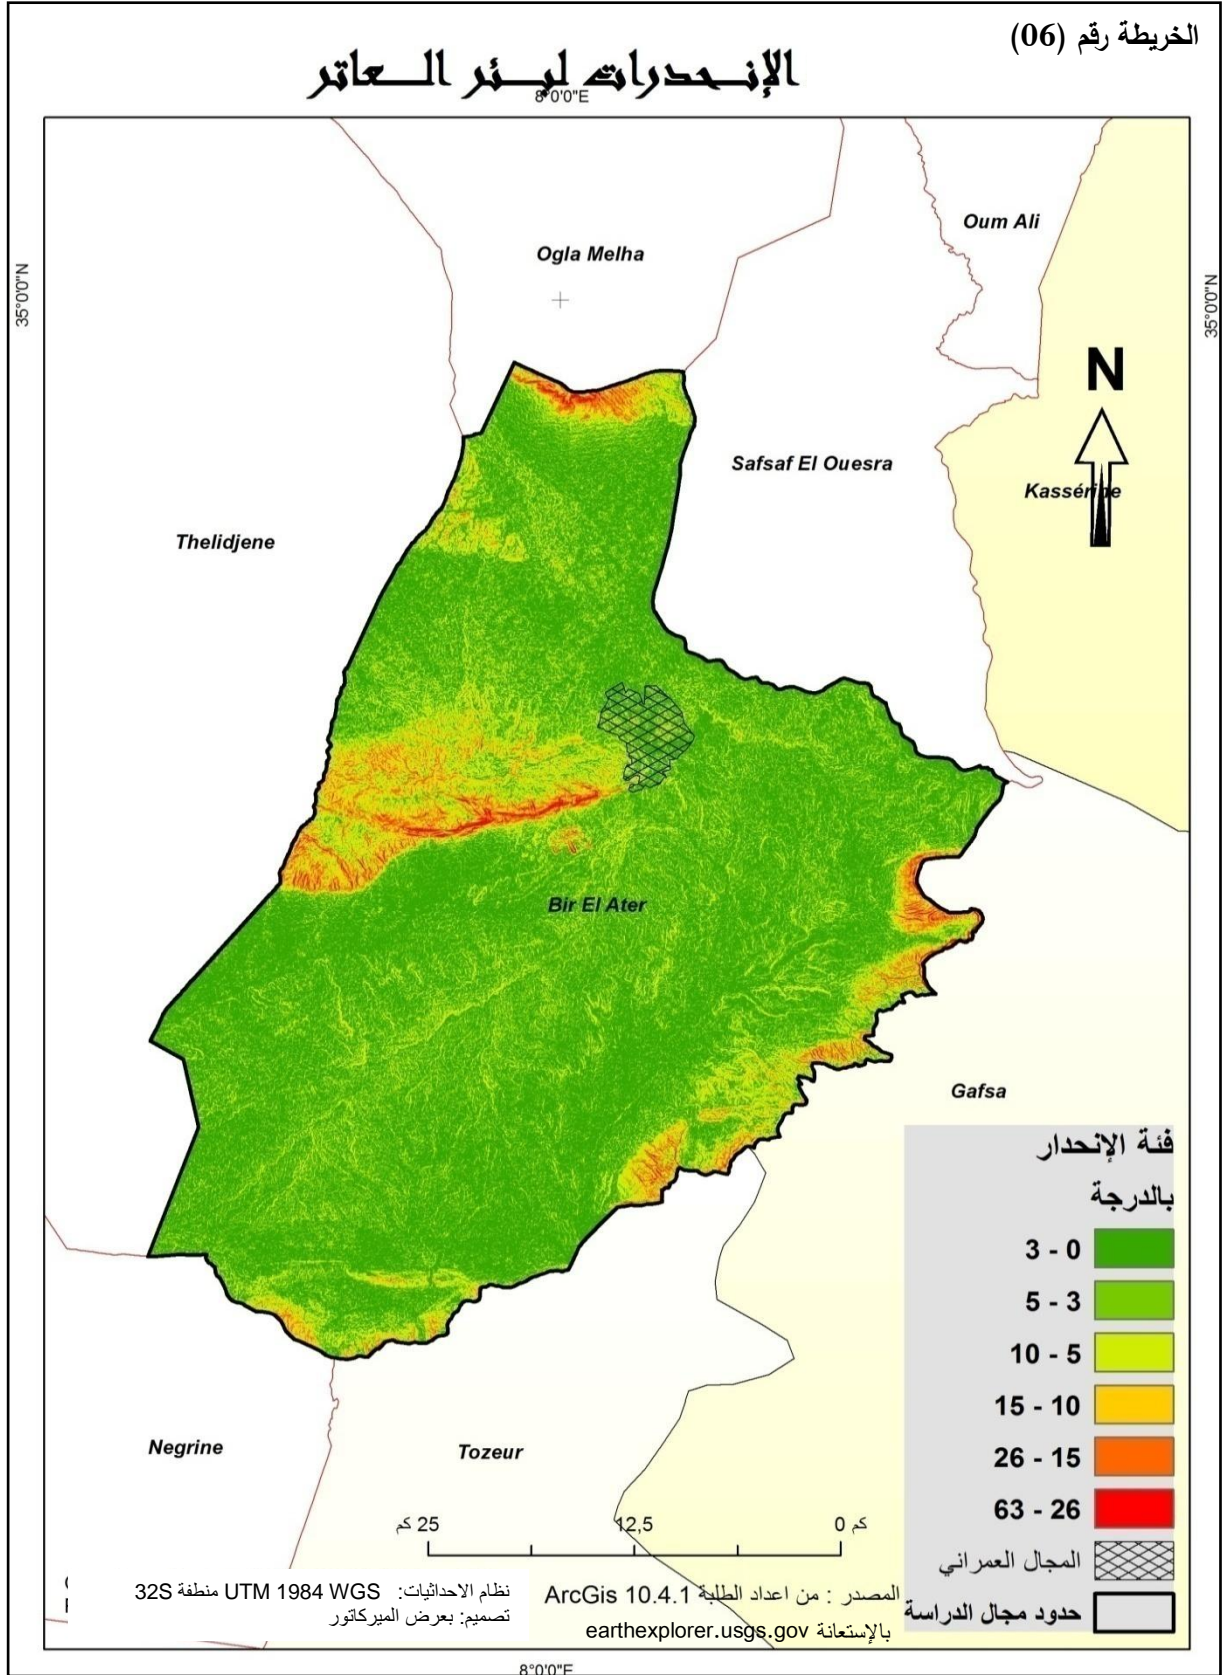 الخريطة رقم (06)
الإنحدرات لبئر العاتر
8°0'0"E
35°0'0"N
35°0'0"N
Oum Ali
Ogla Melha
N
Safsaf El Ouesra
Kassérine
Thelidjene
Bir El Ater
Gafsa
فئة الإنحدار
بالدرجة
3 - 0
5 - 3
10 - 5
15 - 10
26 - 15
63 - 26
المجال العمراني
حدود مجال الدراسة
Negrine
Tozeur
25 كم
12,5
0 كم
نظام الاحداثيات: UTM 1984 WGS منطفة 32S
تصميم: بعرض الميركاتور
المصدر : من اعداد الطلبة ArcGis 10.4.1
بالإستعانة earthexplorer.usgs.gov
8°0'0"E